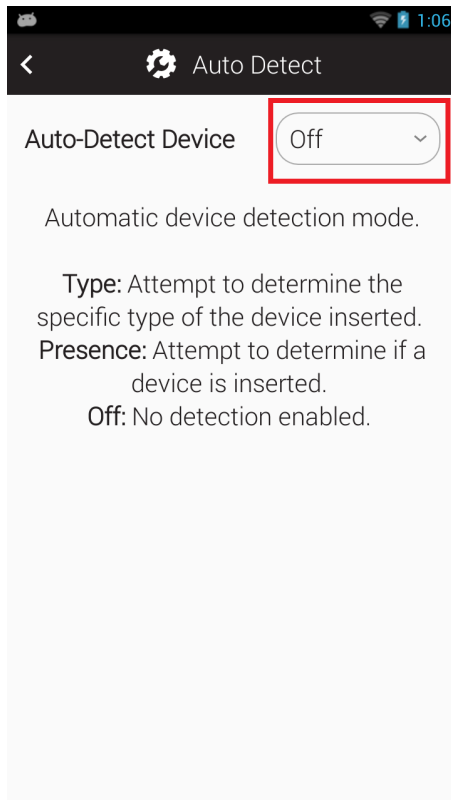 1:06
Auto Detect
Auto-Detect Device
Off
Automatic device detection mode.
Type: Attempt to determine the
specific type of the device inserted.
Presence: Attempt to determine if a
device is inserted.
Off: No detection enabled.